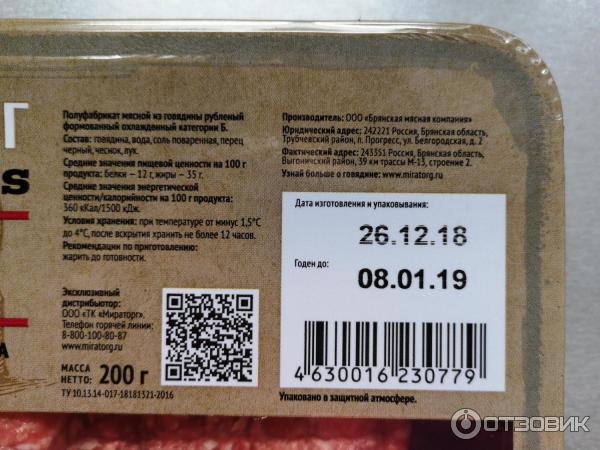 Г
S
А
Полуфабрикат мясной из говядины рубленый
формованный охлажденный категории Б.
Состав: говядина, вода, соль поваренная, перец
черный, чеснок, лук.
Средние значения пищевой ценности на 100 г
продукта: белки – 12 г, жиры – 35 г.
Средние значения энергетической
ценности/калорийности на 100 г продукта:
360 кКал/1500 кДж.
Условия хранения: при температуре от минус 1,5°С
до 4°С, после вскрытия хранить не более 12 часов.
Рекомендации по приготовлению:
жарить до готовности.
Эксклюзивный
дистрибьютор:
ООО «ТК «Мираторг».
Телефон горячей линии:
8-800-100-80-87
www.miratorg.ru
МАССА
НЕТТО: 200 г
ТУ 10.13.14-017-18181321-2016
Производитель: ООО «Брянская мясная компания»
Юридический адрес: 242221 Россия, Брянская область,
Трубчевский район, п. Прогресс, ул. Белгородская, д. 2
Фактический адрес: 243351 Россия, Брянская область,
Выгоничский район, 39 км трассы М-13, строение 2.
Узнай больше о говядине: www.miratorg.ru
Дата изготовления и упаковывания:
26.12.18
Годен до:
08.01.19
4 630016 230779
Упаковано в защитной атмосфере.
ОТЗОВИК